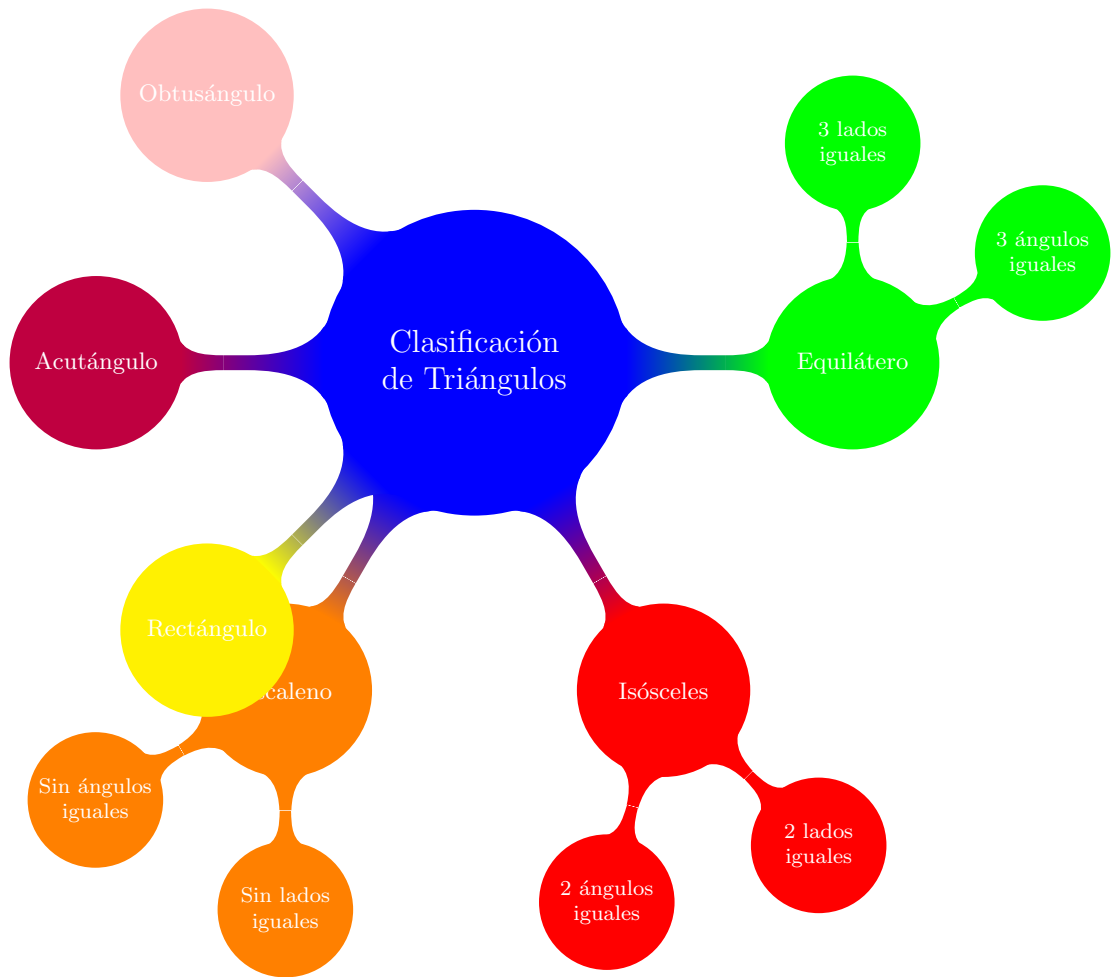 Obtusángulo
3 lados
iguales
3 ángulos
iguales
Clasificación
de Triángulos
Acutángulo
Equilátero
Rectángulo
caleno
Isósceles
Sin ángulos
iguales
2 lados
iguales
Sin lados
iguales
2 ángulos
iguales